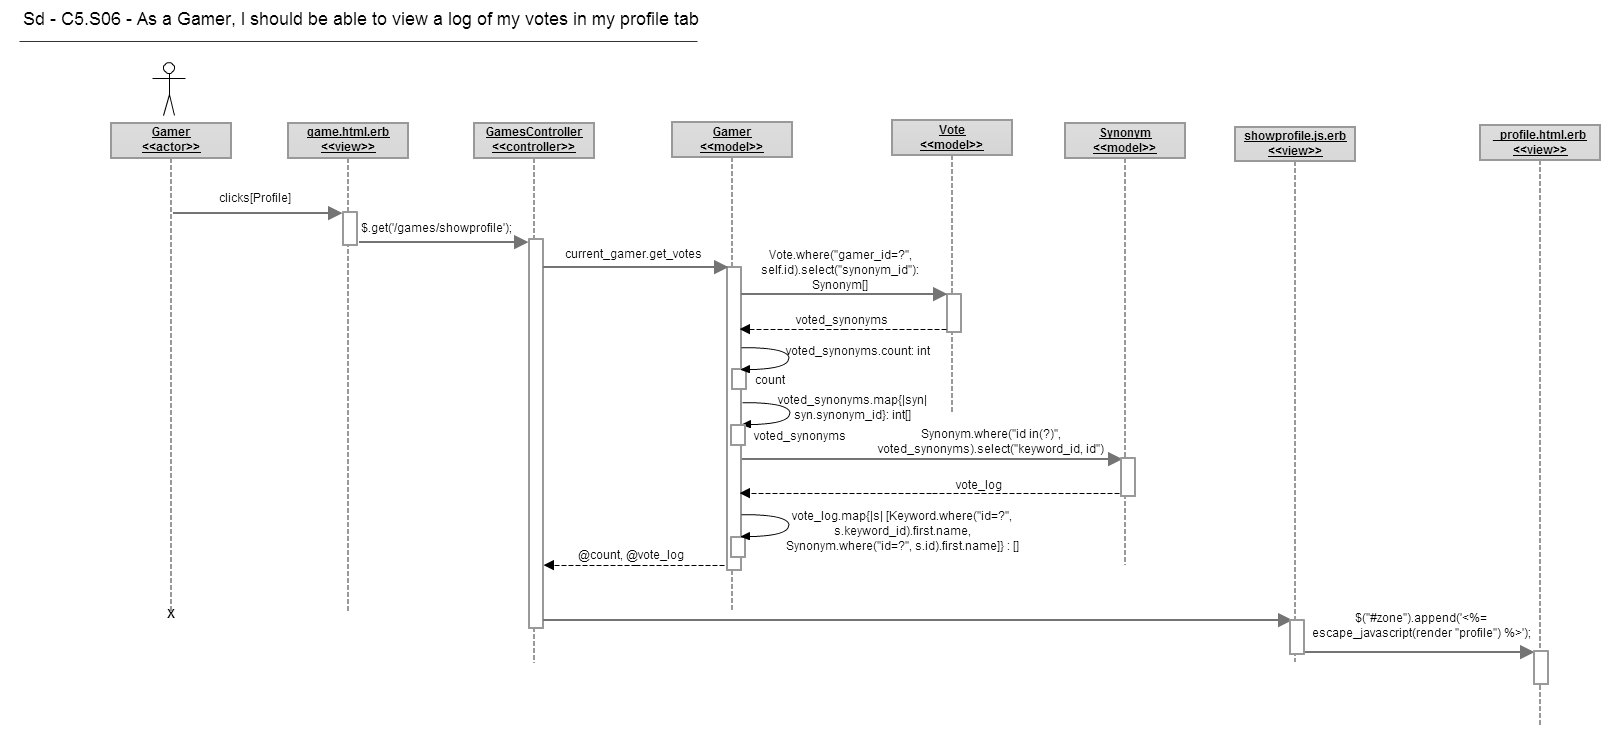 Sd - C5.S06 - As a Gamer, I should be able to view a log of my votes in my profile tab
Gamer
<<actor>>
game.html.erb
<<view>>
GamesController
<<controller>>
Gamer
<<model>>
Vote
<<model>>
Synonym
<<model>>
showprofile.js.erb
<<view>>
_profile.html.erb
<<view>>
clicks[Profile]
$.get('/games/showprofile');
current_gamer.get_votes
Vote.where("gamer_id=?",
self.id).select("synonym_id"):
Synonym[]
voted_synonyms
voted_synonyms.count: int
count
voted_synonyms.map{|syn|
syn.synonym_id}: int[]
voted_synonyms
Synonym.where("id in(?)",
voted_synonyms).select("keyword_id, id")
vote_log
vote_log.map{|s| [Keyword.where("id=?",
s.keyword_id).first.name,
Synonym.where("id=?", s.id).first.name]} : []
@count, @vote_log
x
$("#zone").append('<%=
escape_javascript(render "profile") %>');